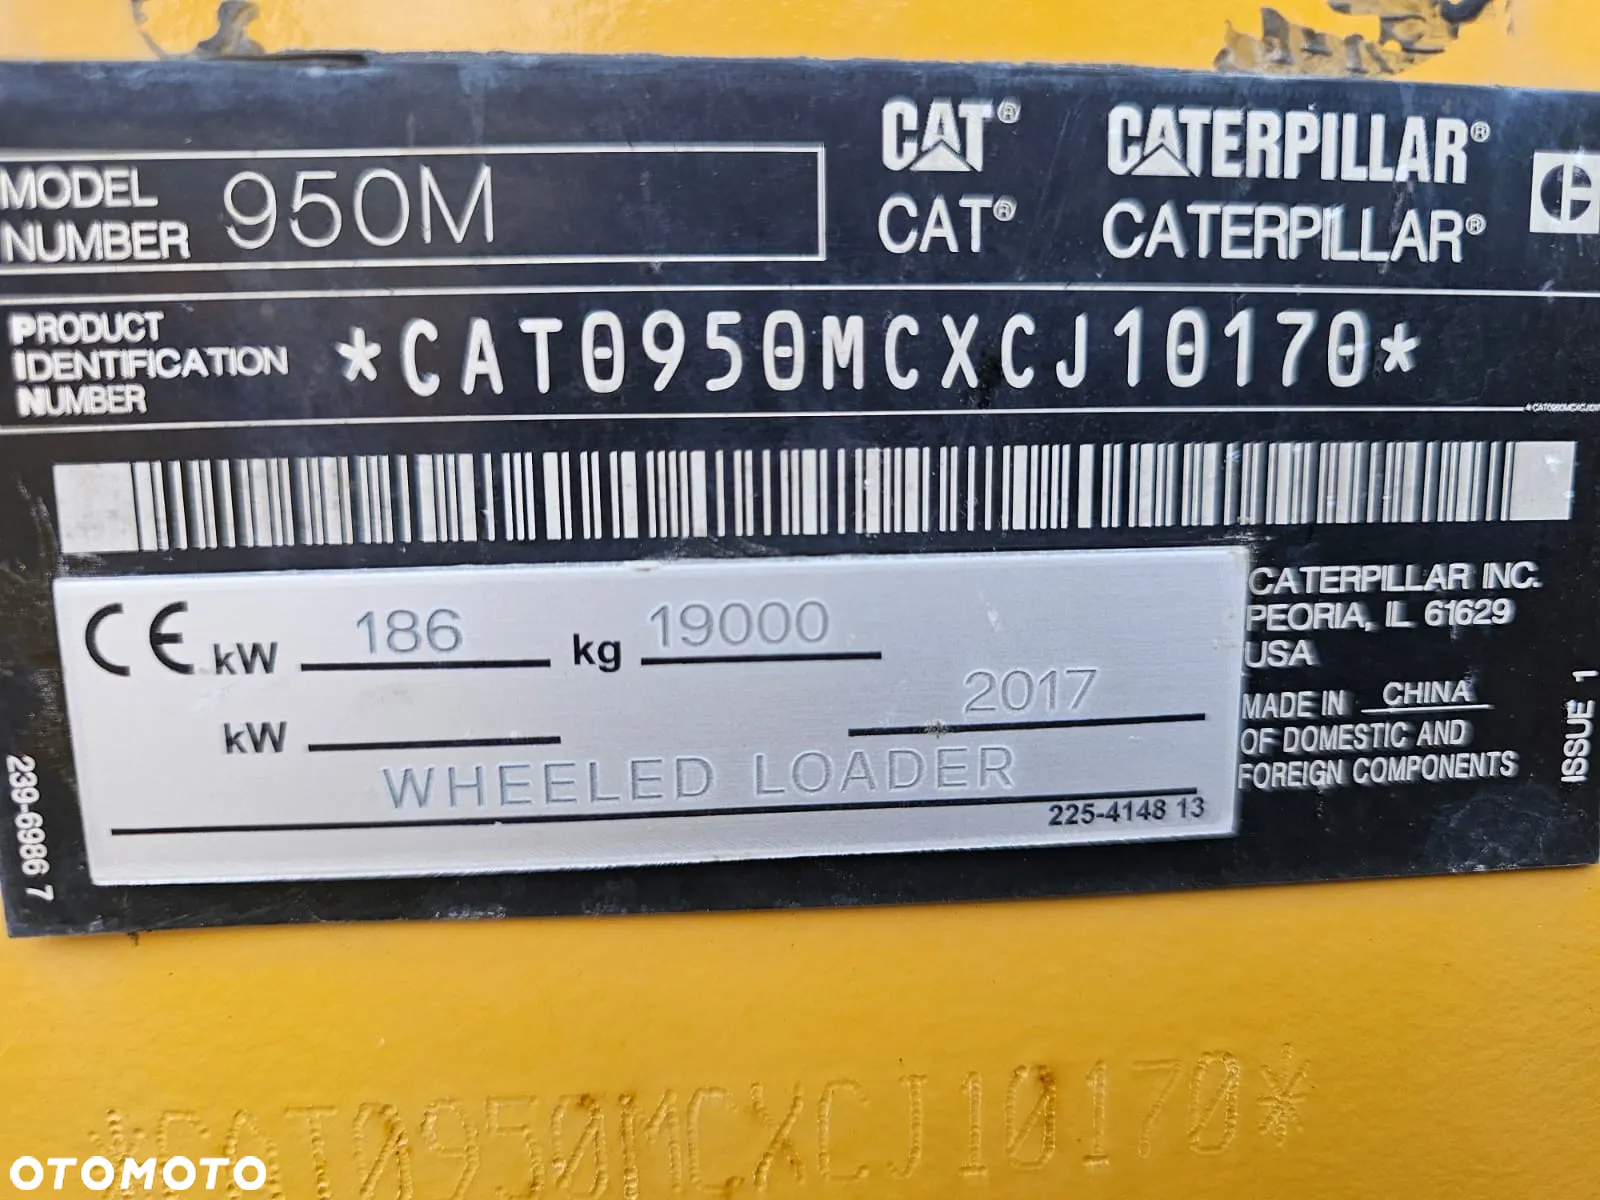 CAT® CATERPILLAR®
MODEL NUMBER 950M
CAT® CATERPILLAR®
PRODUCT IDENTIFICATION NUMBER *CAT0950MCXCJ10170*
CE kW 186 kg 19000
kW 2017
WHEELED LOADER
225-4148 13
CATERPILLAR INC.
PEORIA, IL 61629
USA
MADE IN CHINA
OF DOMESTIC AND
FOREIGN COMPONENTS
ISSUE 1
239-6986 7
*CAT0950MCXCJ10170*
OTOMOTO